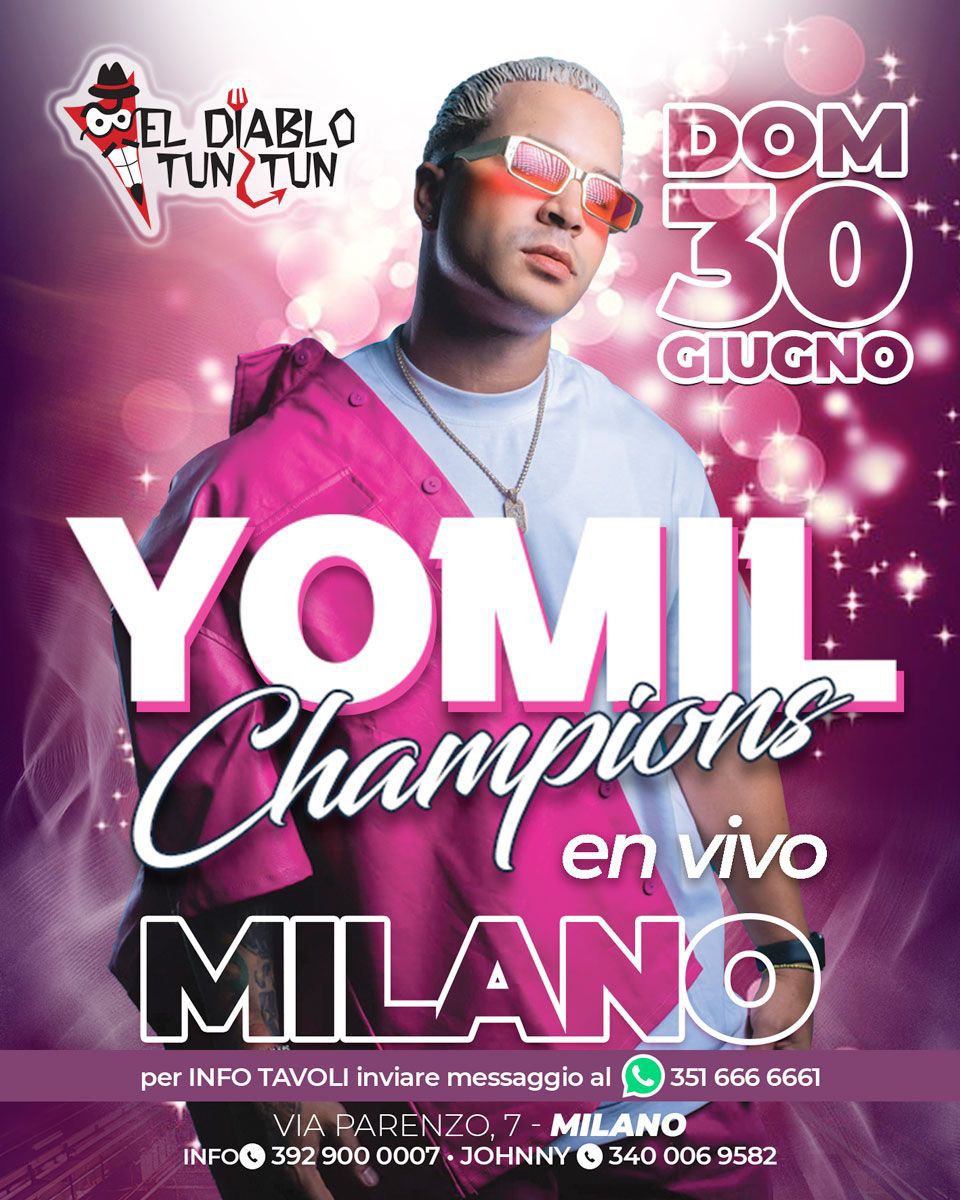 EL DIABLO
TUN TUN
DOM
30
GIUGNO
YOMIL
Champions
en vivo
MILANO
per INFO TAVOLI inviare messaggio al 351 666 6661
VIA PARENZO, 7 - MILANO
INFO 392 900 0007 • JOHNNY 340 006 9582